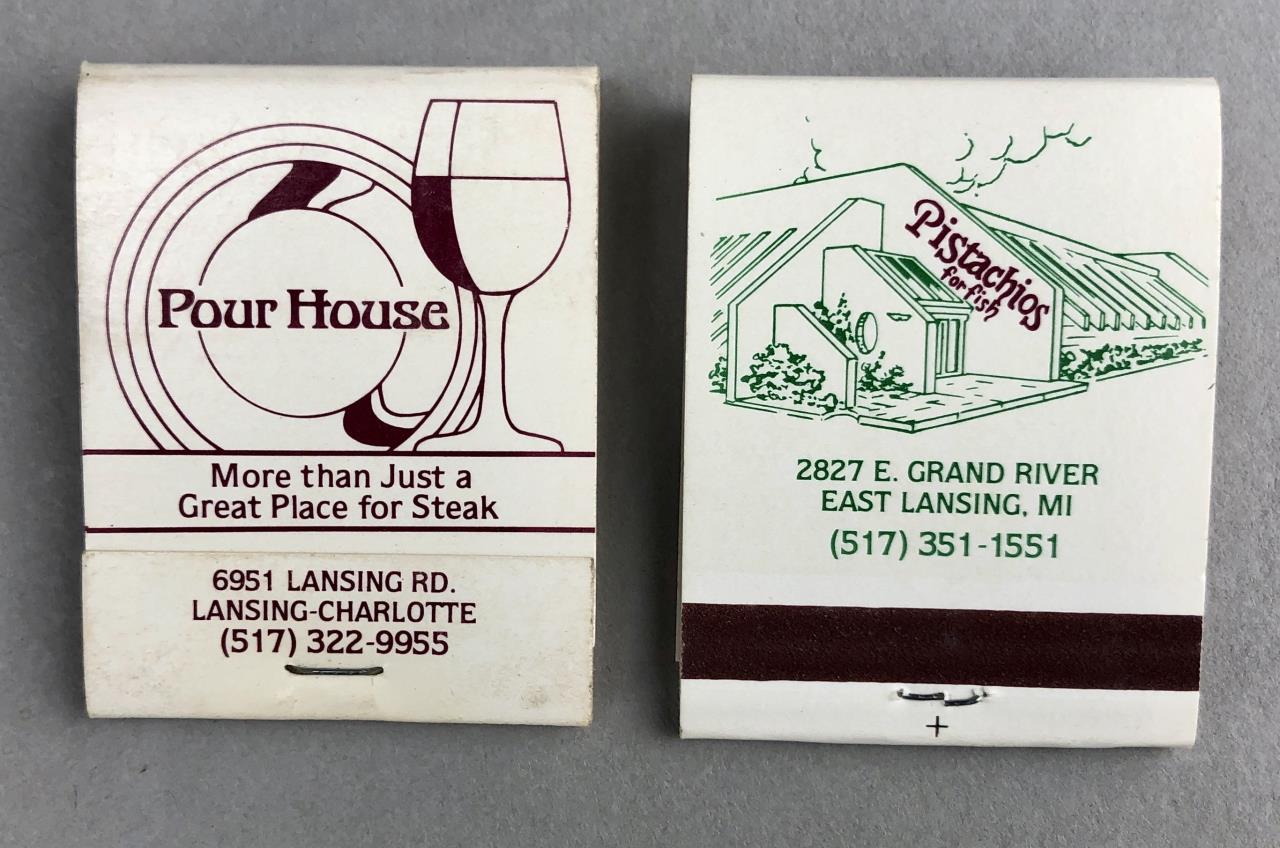 Pour House
More than Just a
Great Place for Steak
6951 LANSING RD.
LANSING-CHARLOTTE
(517) 322-9955
Pistachios
for fish
2827 E. GRAND RIVER
EAST LANSING, MI
(517) 351-1551